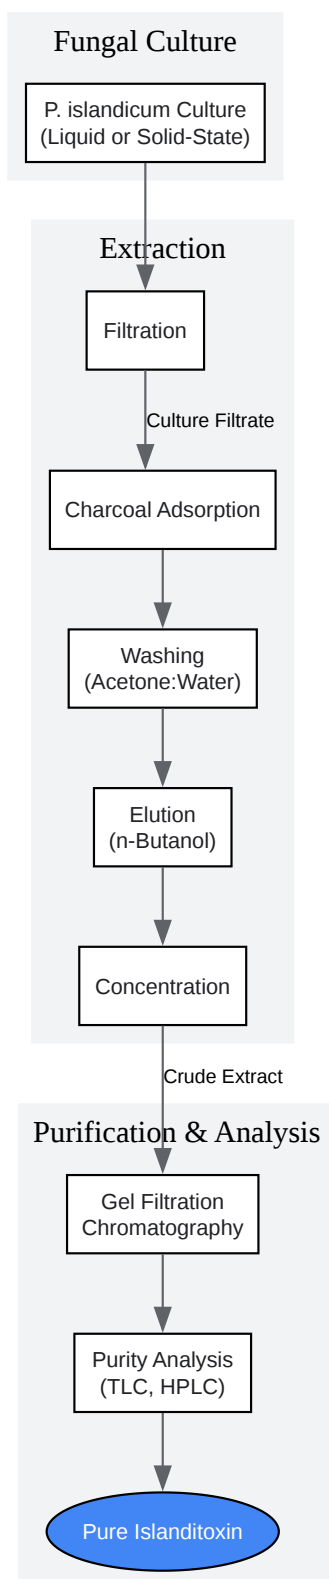 Fungal Culture
P. islandicum Culture
(Liquid or Solid-State)
Extraction
Filtration
Culture Filtrate
Charcoal Adsorption
Washing
(Acetone:Water)
Elution
(n-Butanol)
Concentration
Crude Extract
Purification & Analysis
Gel Filtration
Chromatography
Purity Analysis
(TLC, HPLC)
Pure Islanditoxin